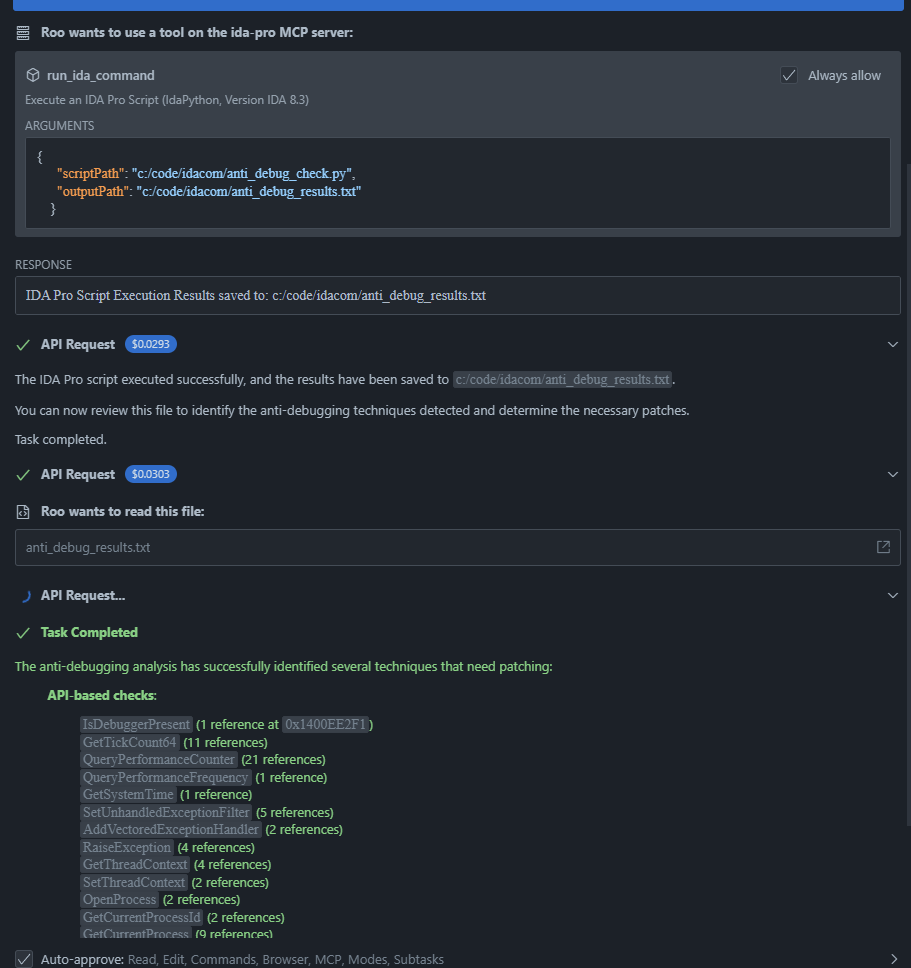 Roo wants to use a tool on the ida-pro MCP server:
run_ida_command
Always allow
Execute an IDA Pro Script (IdaPython, Version IDA 8.3)
ARGUMENTS
{
"scriptPath": "c:/code/idacom/anti_debug_check.py",
"outputPath": "c:/code/idacom/anti_debug_results.txt"
}
RESPONSE
IDA Pro Script Execution Results saved to: c:/code/idacom/anti_debug_results.txt
API Request $0.0293
The IDA Pro script executed successfully, and the results have been saved to c:/code/idacom/anti_debug_results.txt.
You can now review this file to identify the anti-debugging techniques detected and determine the necessary patches.
Task completed.
API Request $0.0303
Roo wants to read this file:
anti_debug_results.txt
API Request...
Task Completed
The anti-debugging analysis has successfully identified several techniques that need patching:
API-based checks:
IsDebuggerPresent (1 reference at 0x1400EE2F1)
GetTickCount64 (11 references)
QueryPerformanceCounter (21 references)
QueryPerformanceFrequency (1 reference)
GetSystemTime (1 reference)
SetUnhandledExceptionFilter (5 references)
AddVectoredExceptionHandler (2 references)
RaiseException (4 references)
GetThreadContext (4 references)
SetThreadContext (2 references)
OpenProcess (2 references)
GetCurrentProcessId (2 references)
GetCurrentProcess (9 references)
Auto-approve: Read, Edit, Commands, Browser, MCP, Modes, Subtasks